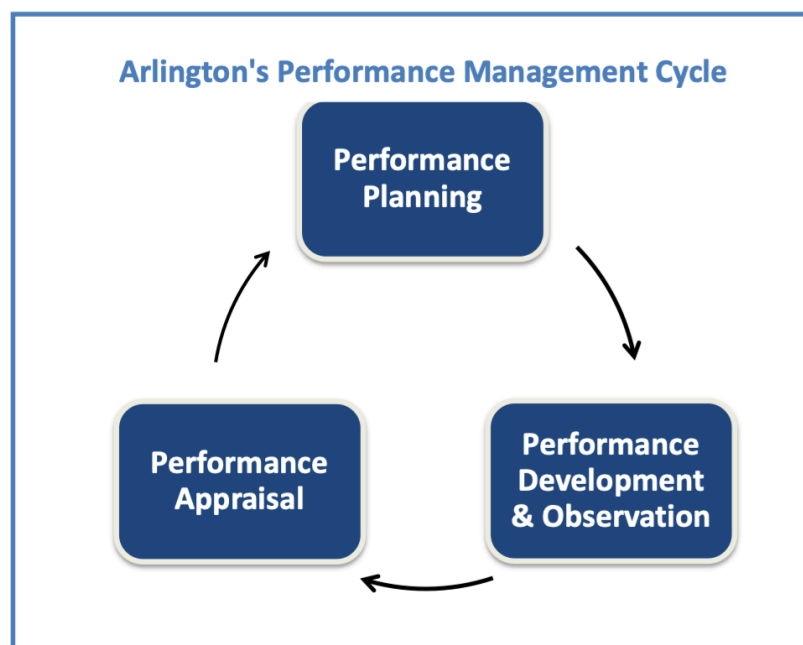 Arlington's Performance Management Cycle
Performance
Planning
Performance
Development
& Observation
Performance
Appraisal